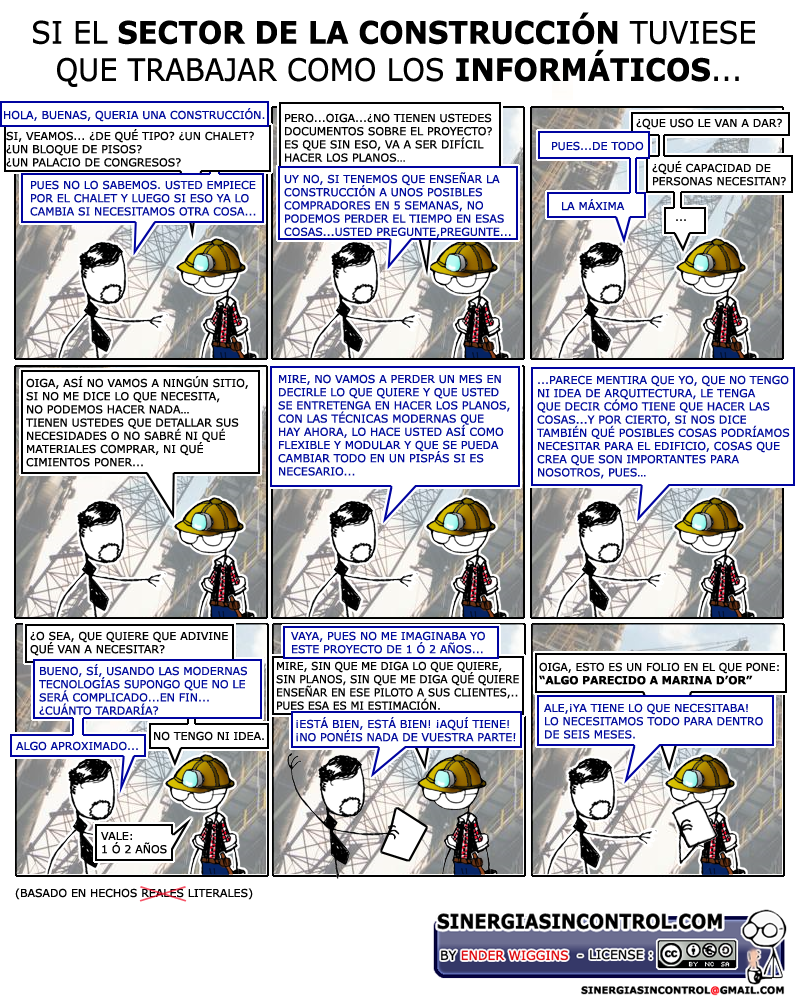 SI EL SECTOR DE LA CONSTRUCCIÓN TUVIESE
QUE TRABAJAR COMO LOS INFORMÁTICOS...
HOLA, BUENAS, QUERIA UNA CONSTRUCCIÓN.
SI, VEAMOS... ¿DE QUÉ TIPO? ¿UN CHALET?
¿UN BLOQUE DE PISOS?
¿UN PALACIO DE CONGRESOS?
PUES NO LO SABEMOS. USTED EMPIECE
POR EL CHALET Y LUEGO SI ESO YA LO
CAMBIA SI NECESITAMOS OTRA COSA...
PERO...OIGA...¿NO TIENEN USTEDES
DOCUMENTOS SOBRE EL PROYECTO?
ES QUE SIN ESO, VA A SER DIFÍCIL
HACER LOS PLANOS...
UY NO, SI TENEMOS QUE ENSEÑAR LA
CONSTRUCCIÓN A UNOS POSIBLES
COMPRADORES EN 5 SEMANAS, NO
PODEMOS PERDER EL TIEMPO EN ESAS
COSAS...USTED PREGUNTE,PREGUNTE...
¿QUE USO LE VAN A DAR?
PUES...DE TODO
¿QUÉ CAPACIDAD DE
PERSONAS NECESITAN?
LA MÁXIMA
...
OIGA, ASÍ NO VAMOS A NINGÚN SITIO,
SI NO ME DICE LO QUE NECESITA,
NO PODEMOS HACER NADA...
TIENEN USTEDES QUE DETALLAR SUS
NECESIDADES O NO SABRÉ NI QUÉ
MATERIALES COMPRAR, NI QUÉ
CIMIENTOS PONER...
MIRE, NO VAMOS A PERDER UN MES EN
DECIRLE LO QUE QUIERE Y QUE USTED
SE ENTRETENGA EN HACER LOS PLANOS,
CON LAS TÉCNICAS MODERNAS QUE
HAY AHORA, LO HACE USTED ASÍ COMO
FLEXIBLE Y MODULAR Y QUE SE PUEDA
CAMBIAR TODO EN UN PISPÁS SI ES
NECESARIO...
...PARECE MENTIRA QUE YO, QUE NO TENGO
NI IDEA DE ARQUITECTURA, LE TENGA
QUE DECIR CÓMO TIENE QUE HACER LAS
COSAS...Y POR CIERTO, SI NOS DICE
TAMBIÉN QUÉ POSIBLES COSAS PODRÍAMOS
NECESITAR PARA EL EDIFICIO, COSAS QUE
CREA QUE SON IMPORTANTES PARA
NOSOTROS, PUES...
¿O SEA, QUE QUIERE QUE ADIVINE
QUÉ VAN A NECESITAR?
BUENO, SÍ, USANDO LAS MODERNAS
TECNOLOGÍAS SUPONGO QUE NO LE
SERÁ COMPLICADO...EN FIN...
¿CUÁNTO TARDARÍA?
NO TENGO NI IDEA.
ALGO APROXIMADO...
VALE:
1 Ó 2 AÑOS
VAYA, PUES NO ME IMAGINABA YO
ESTE PROYECTO DE 1 Ó 2 AÑOS...
MIRE, SIN QUE ME DIGA LO QUE QUIERE,
SIN PLANOS, SIN QUE ME DIGA QUÉ QUIERE
ENSEÑAR EN ESE PILOTO A SUS CLIENTES,..
PUES ESA ES MI ESTIMACIÓN.
¡ESTÁ BIEN, ESTÁ BIEN! ¡AQUÍ TIENE!
¡NO PONÉIS NADA DE VUESTRA PARTE!
OIGA, ESTO ES UN FOLIO EN EL QUE PONE:
“ALGO PARECIDO A MARINA D’OR”
ALE,¡YA TIENE LO QUE NECESITABA!
LO NECESITAMOS TODO PARA DENTRO
DE SEIS MESES.
(BASADO EN HECHOS REALES LITERALES)
SINERGIASINCONTROL.COM
BY ENDER WIGGINS - LICENSE : CC BY NC SA
SINERGIASINCONTROL@GMAIL.COM